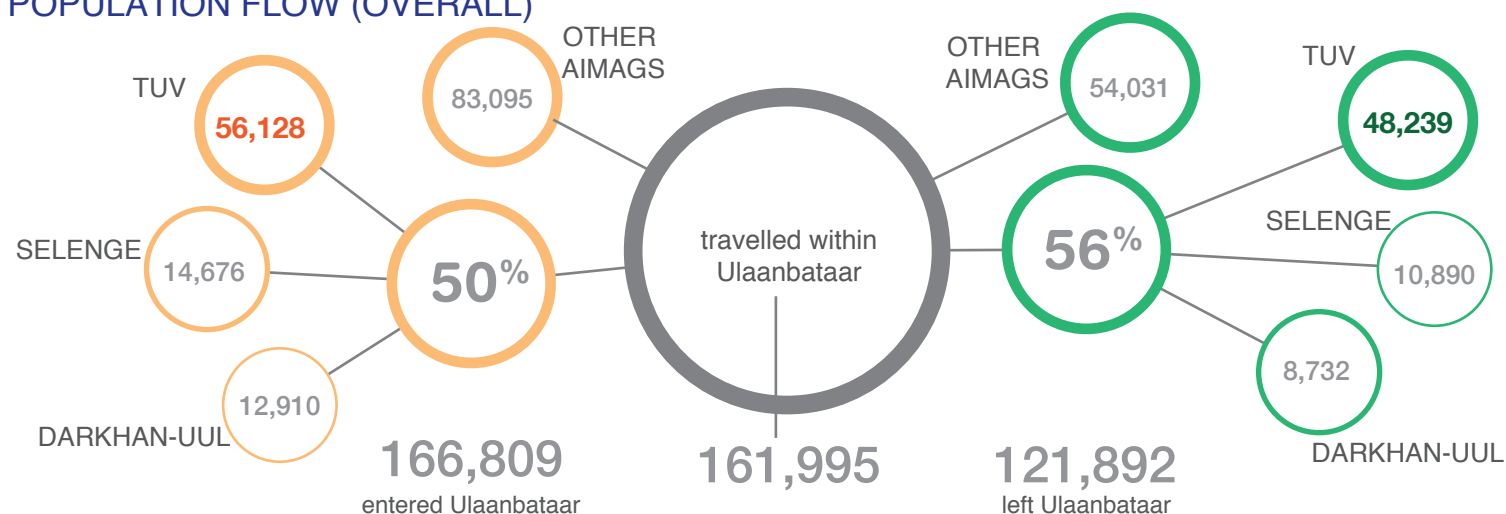 POPULATION FLOW (OVERALL)
TUV
56,128
OTHER
AIMAGS
83,095
SELENGE
14,676
50%
DARKHAN-UUL
12,910
166,809
entered Ulaanbataar
travelled within
Ulaanbataar
161,995
OTHER
AIMAGS
54,031
TUV
48,239
56%
SELENGE
10,890
8,732
DARKHAN-UUL
121,892
left Ulaanbataar